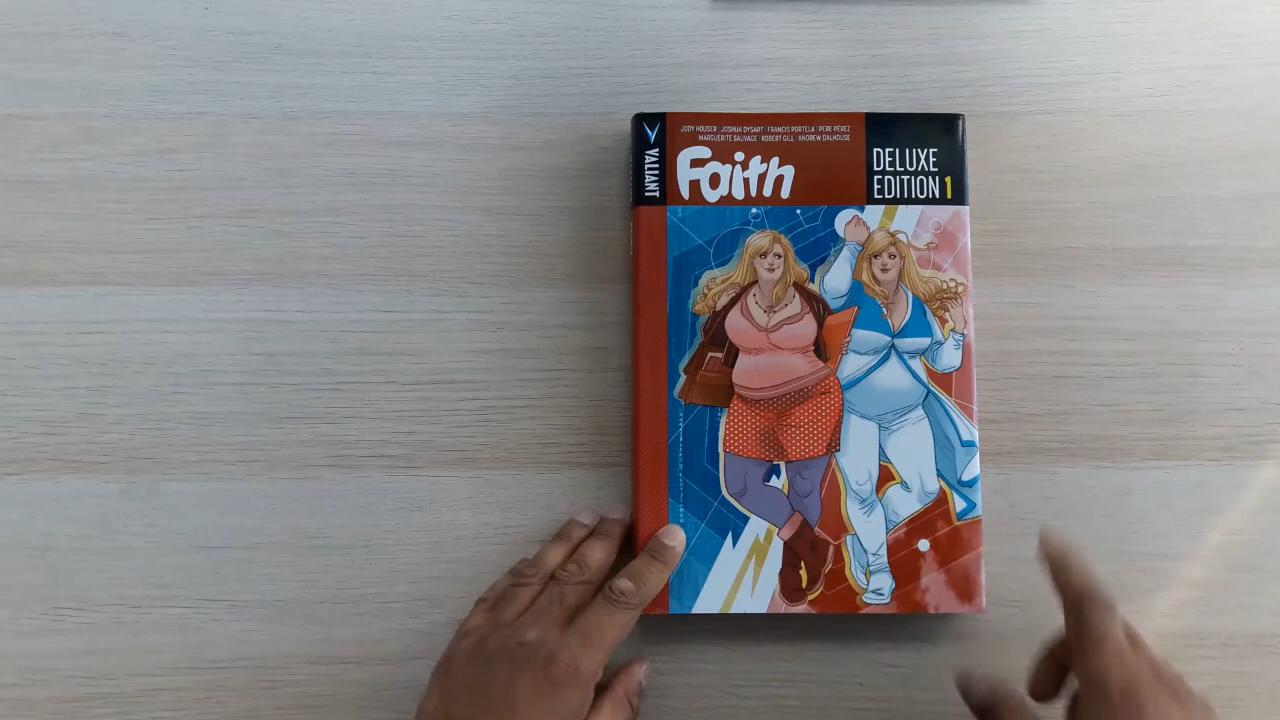 JODY HOUSER | JOSHUA DYSART | FRANCIS PORTELA | PERE PÉREZ
MARGUERITE SAUVAGE | ROBERT GILL | ANDREW DALHOUSE
VALIANT
Faith
DELUXE
EDITION 1